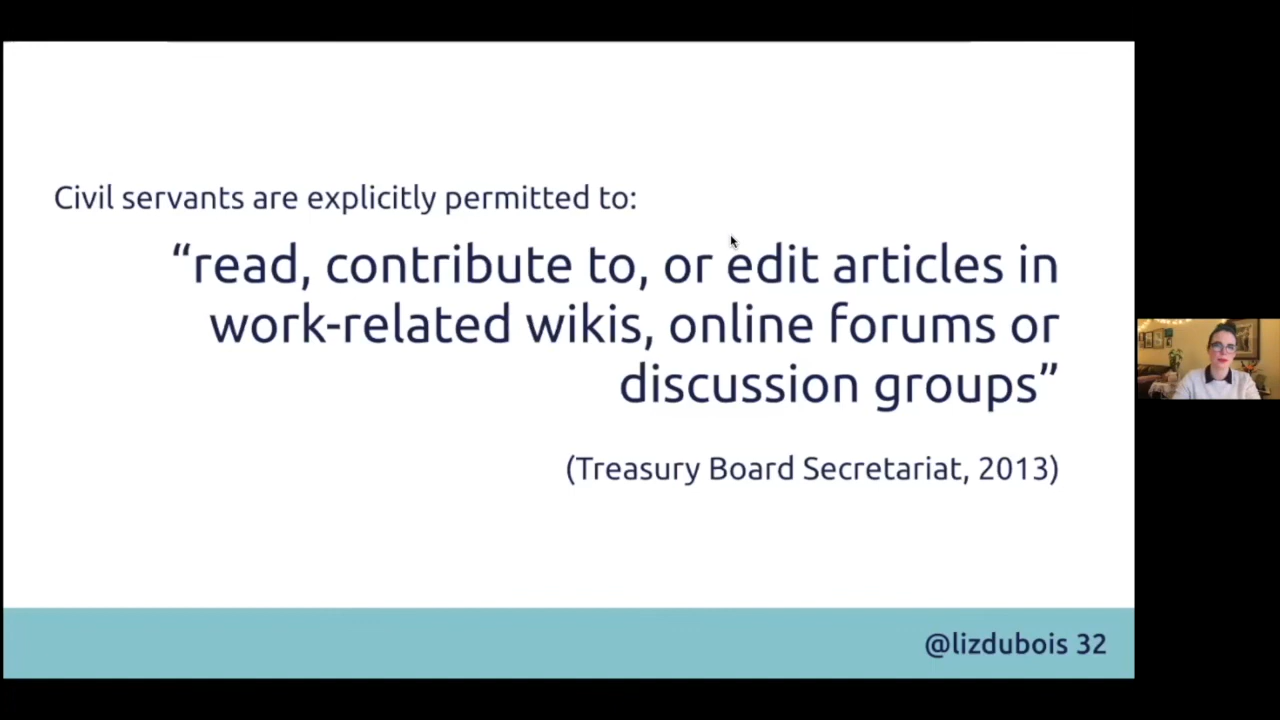 Civil servants are explicitly permitted to:
“read, contribute to, or edit articles in
work-related wikis, online forums or
discussion groups”
(Treasury Board Secretariat, 2013)
@lizdubois 32